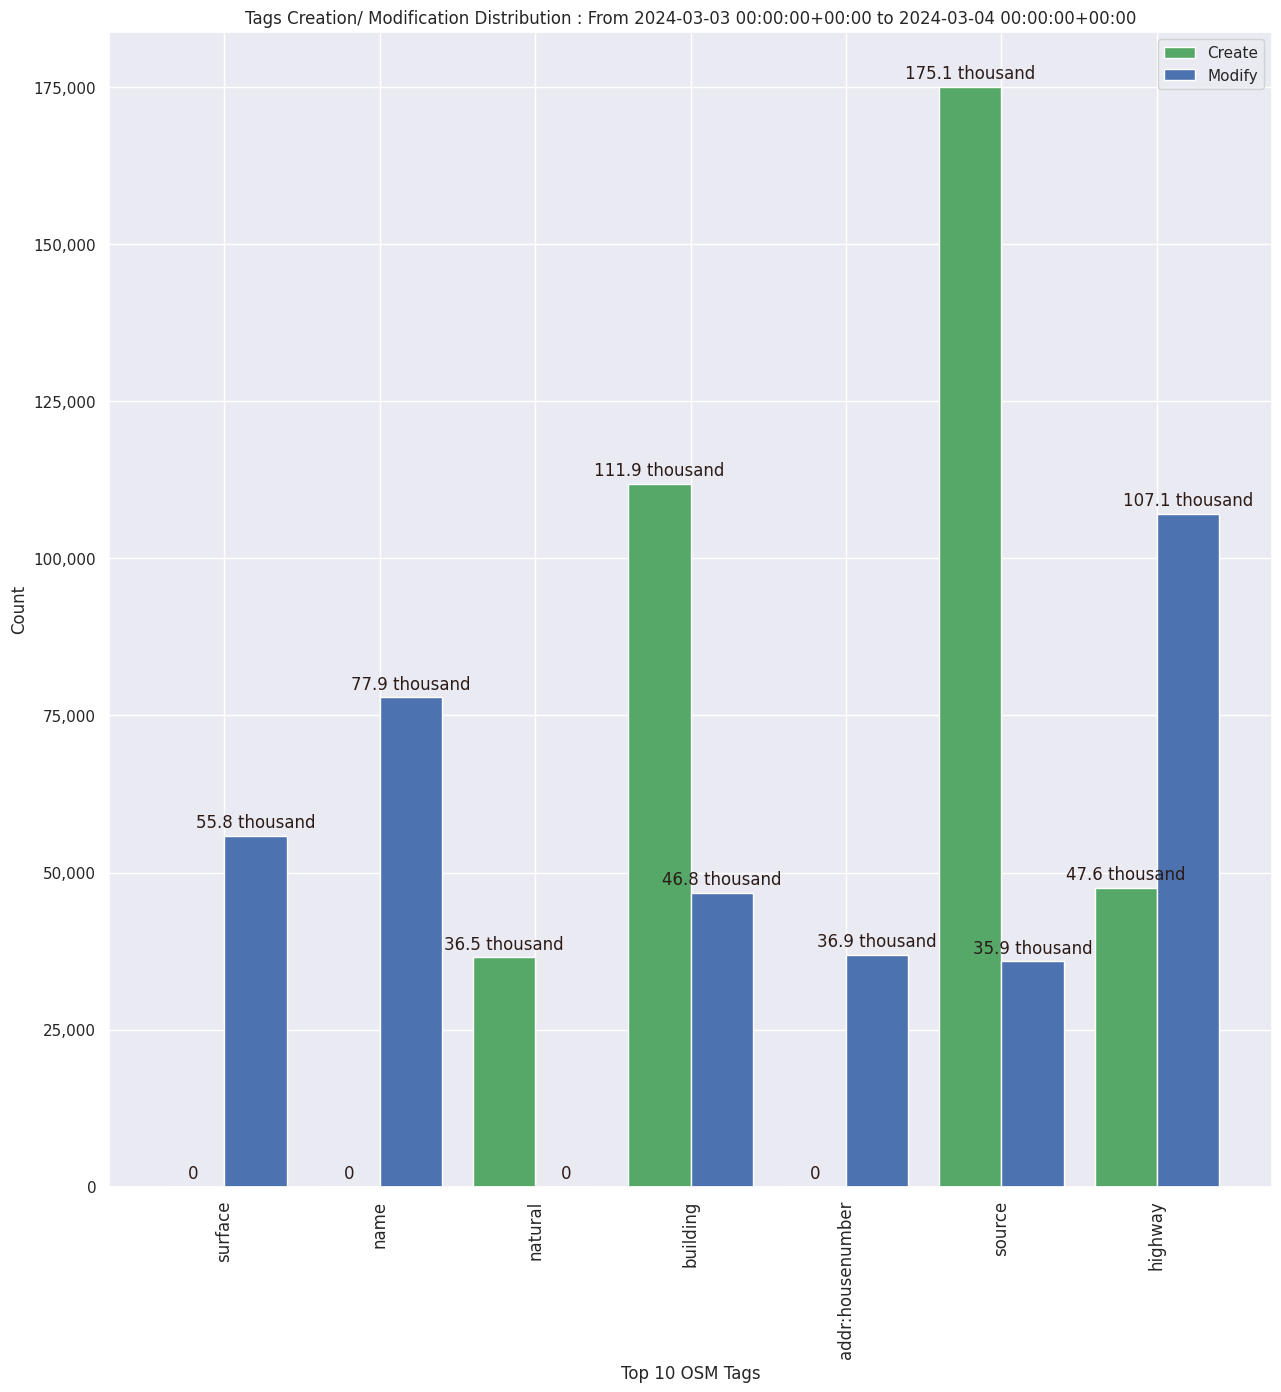 Tags Creation/ Modification Distribution : From 2024-03-03 00:00:00+00:00 to 2024-03-04 00:00:00+00:00
Create
Modify
175,000
150,000
125,000
100,000
75,000
50,000
25,000
0
Count
0
55.8 thousand
0
77.9 thousand
36.5 thousand
0
111.9 thousand
46.8 thousand
0
36.9 thousand
175.1 thousand
35.9 thousand
47.6 thousand
107.1 thousand
surface
name
natural
building
addr:housenumber
source
highway
Top 10 OSM Tags